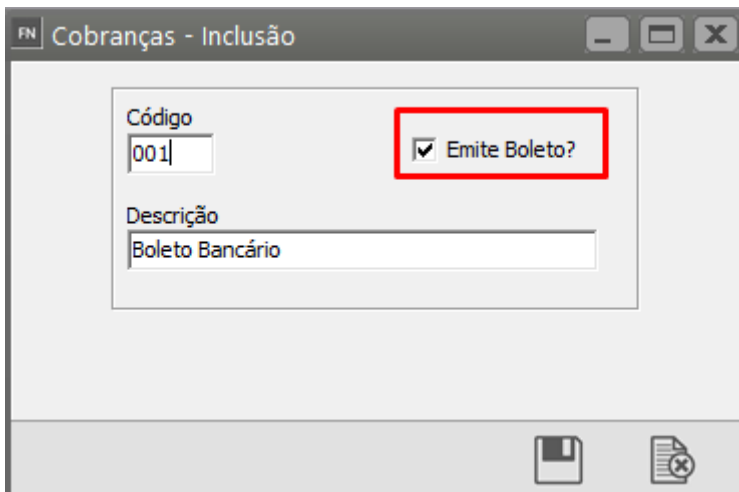 FN Cobranças - Inclusão
Código
001
Emite Boleto?
Descrição
Boleto Bancário